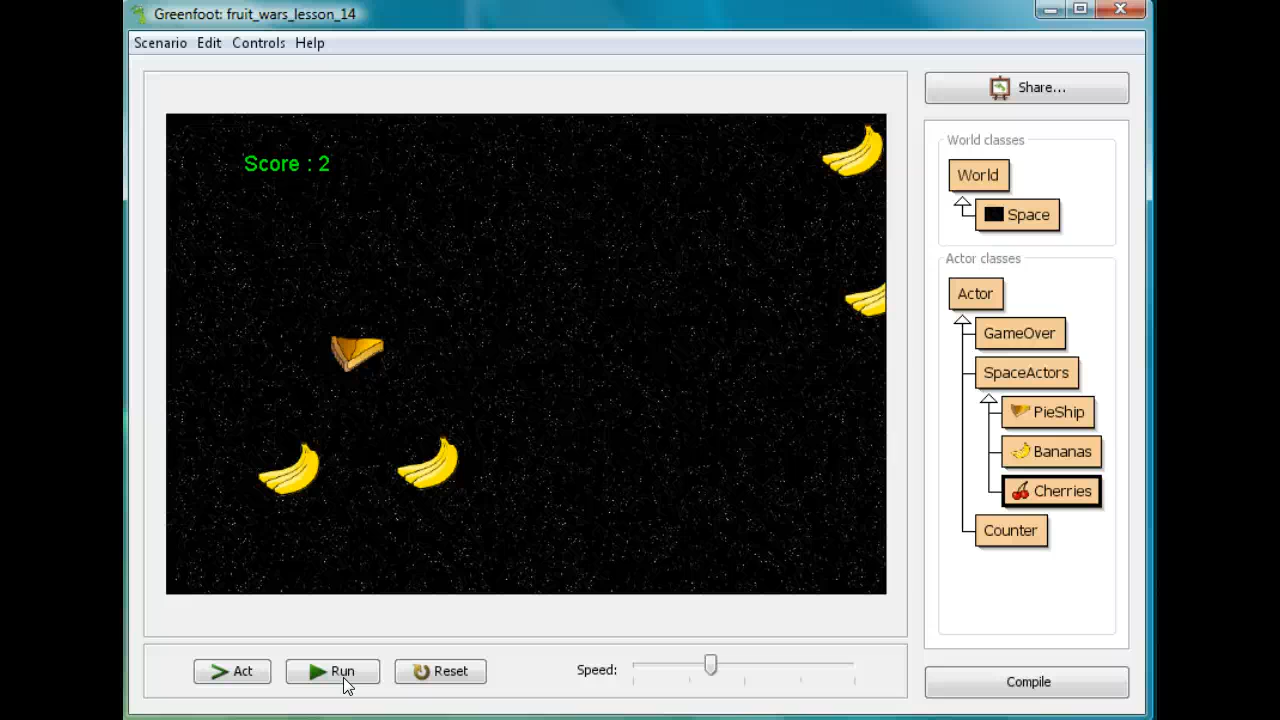 Greenfoot: fruit_wars_lesson_14
Scenario Edit Controls Help
Share...
Score : 2
World classes
World
Space
Actor classes
Actor
GameOver
SpaceActors
PieShip
Bananas
Cherries
Counter
Act Run Reset Speed:
Compile